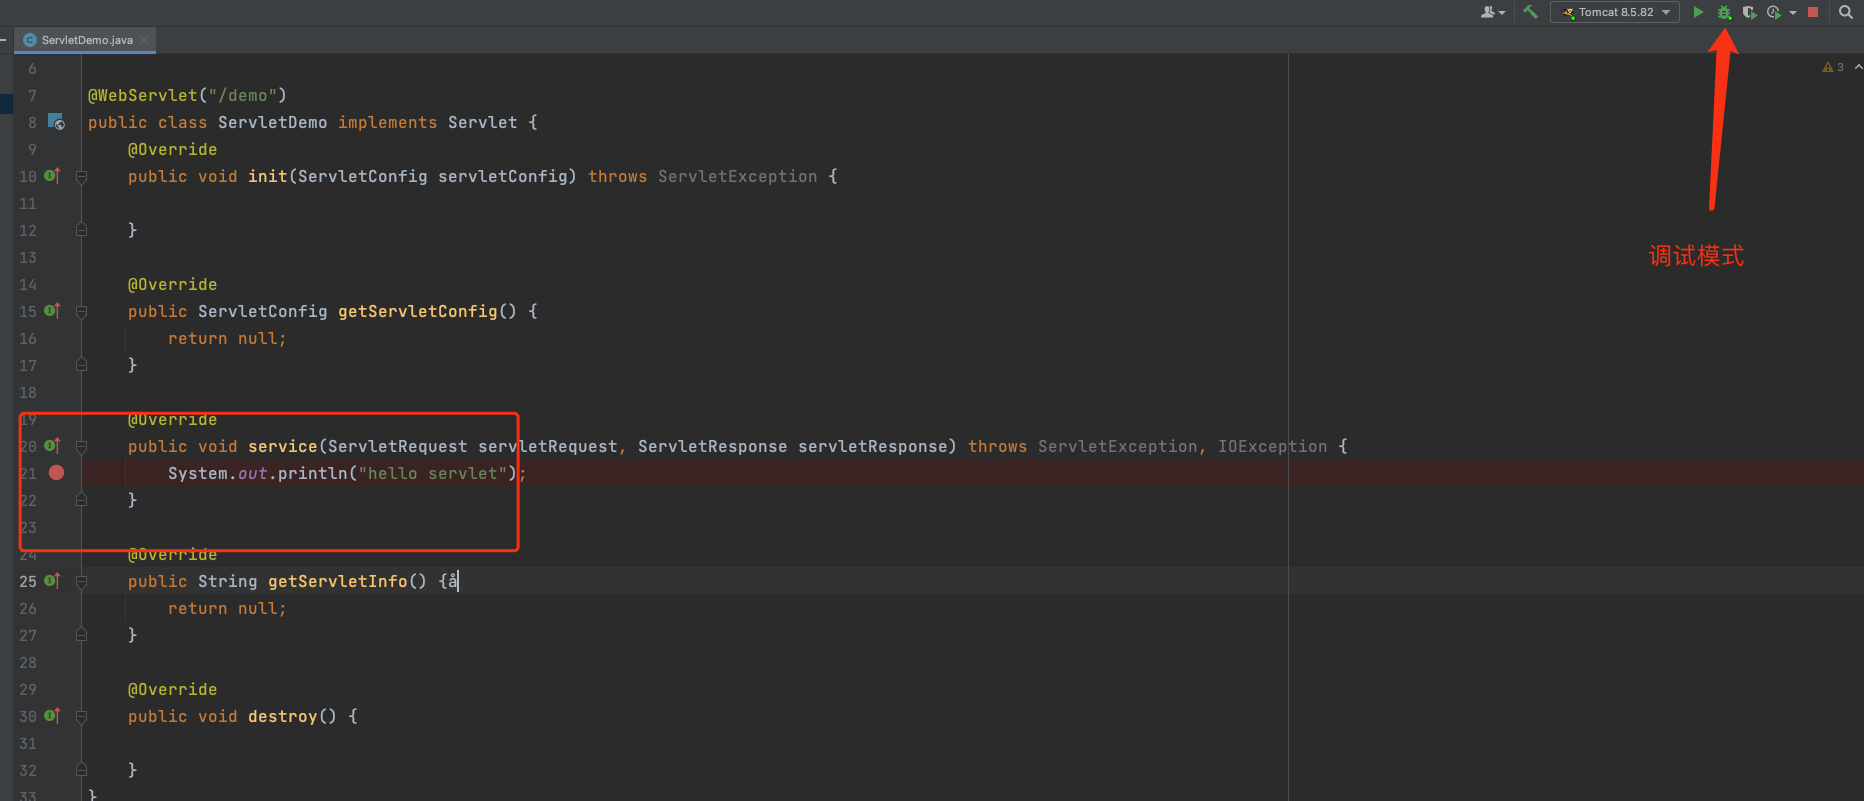 Tomcat 8.5.82
ServletDemo.java
3
调试模式
6
7 @WebServlet("/demo")
8 public class ServletDemo implements Servlet {
9 @Override
10 public void init(ServletConfig servletConfig) throws ServletException {
11
12 }
13
14 @Override
15 public ServletConfig getServletConfig() {
16 return null;
17 }
18
19 @Override
20 public void service(ServletRequest servletRequest, ServletResponse servletResponse) throws ServletException, IOException {
21 System.out.println("hello servlet");
22 }
23
24 @Override
25 public String getServletInfo() {å
26 return null;
27 }
28
29 @Override
30 public void destroy() {
31
32 }
33 }